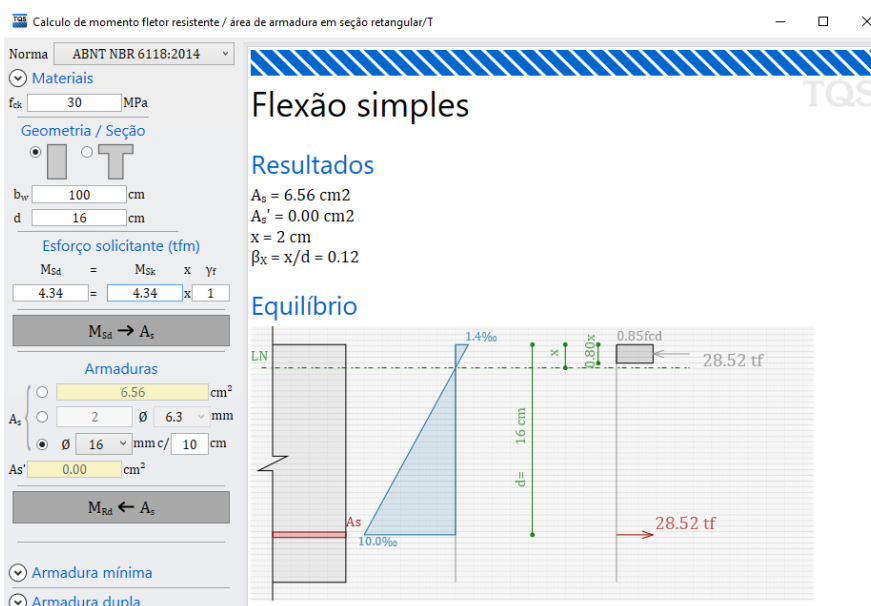 TQS Calculo de momento fletor resistente / área de armadura em seção retangular/T
Norma ABNT NBR 6118:2014
Materiais
fck 30 MPa
Geometria / Seção
bw 100 cm
d 16 cm
Esforço solicitante (tfm)
MSd = MSk x γf
4.34 = 4.34 x 1
MSd → As
Armaduras
6.56 cm²
As 2 Ø 6.3 mm
Ø 16 mm c/ 10 cm
As' 0.00 cm²
MRd ← As
Armadura mínima
Armadura dupla
TQS
Flexão simples
Resultados
As = 6.56 cm2
As' = 0.00 cm2
x = 2 cm
βx = x/d = 0.12
Equilíbrio
1.4‰
0.85fcd
LN
x
0.80x
28.52 tf
d= 16 cm
As
28.52 tf
10.0‰